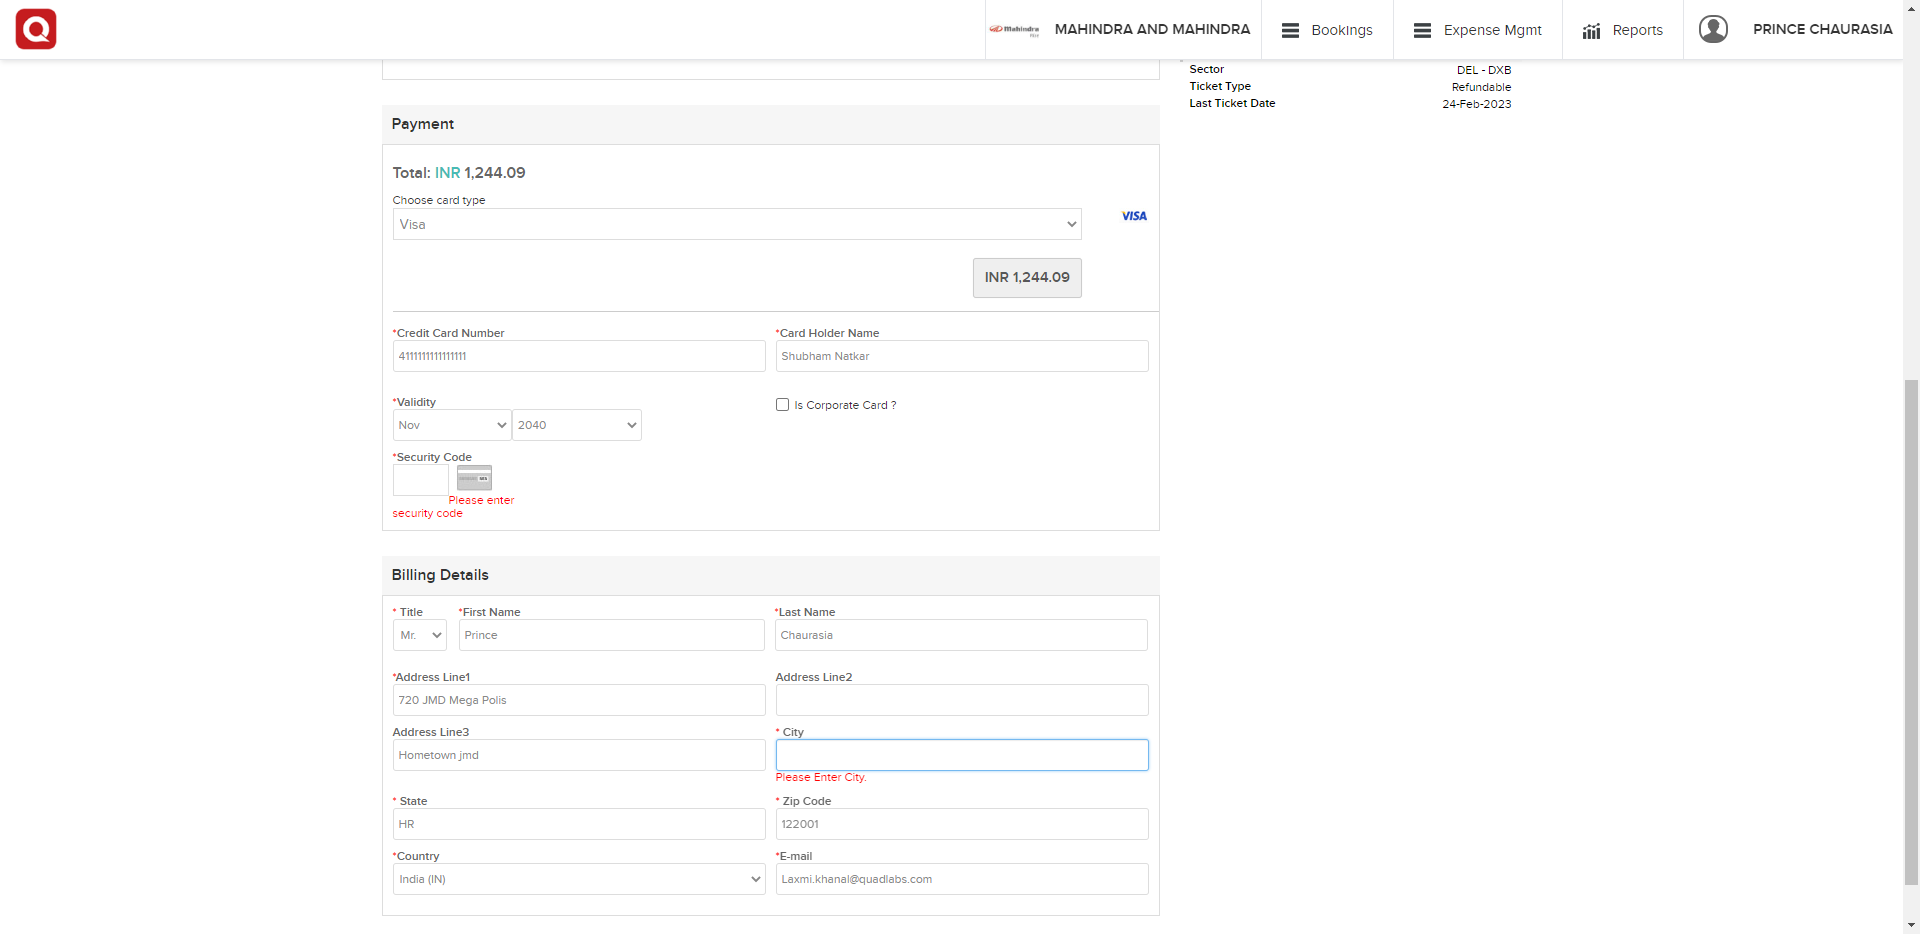 Mahindra
MAHINDRA AND MAHINDRA
Bookings
Expense Mgmt
Reports
PRINCE CHAURASIA
Sector DEL - DXB
Ticket Type Refundable
Last Ticket Date 24-Feb-2023
Payment
Total: INR 1,244.09
Choose card type
Visa
VISA
INR 1,244.09
*Credit Card Number *Card Holder Name
4111111111111111 Shubham Natkar
*Validity
Is Corporate Card ?
Nov 2040
*Security Code
Please enter
security code
Billing Details
* Title *First Name *Last Name
Mr. Prince Chaurasia
*Address Line1 Address Line2
720 JMD Mega Polis
Address Line3 * City
Hometown jmd
Please Enter City.
* State * Zip Code
HR 122001
*Country *E-mail
India (IN) Laxmi.khanal@quadlabs.com